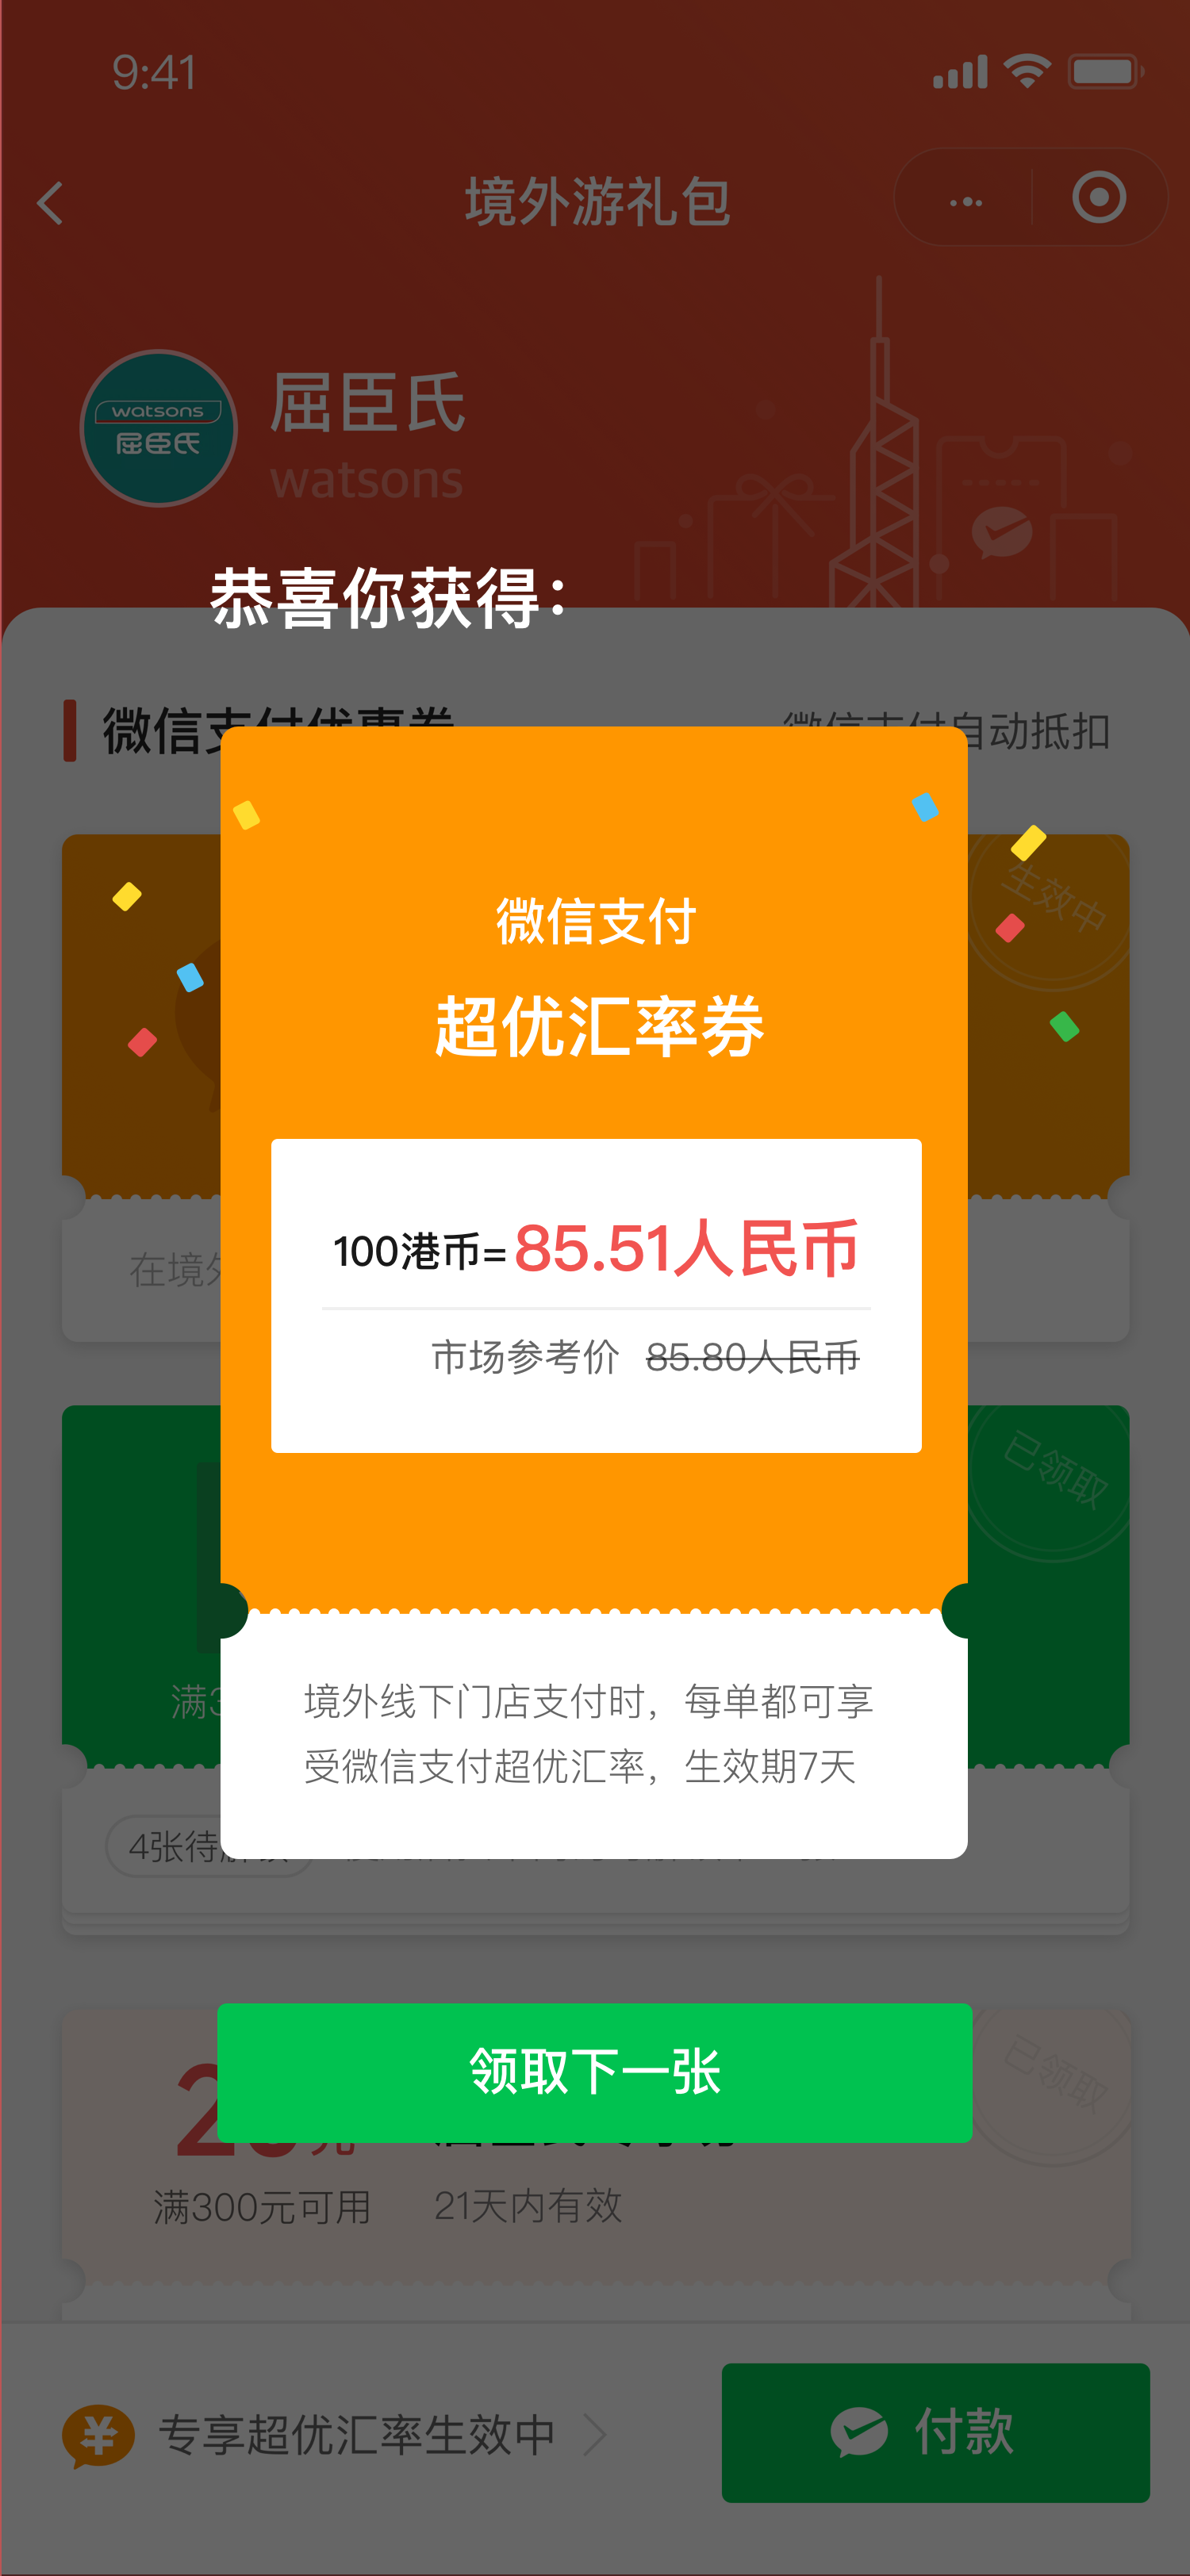 9:41
境外游礼包
watsons
屈臣氏
屈臣氏
watsons
恭喜你获得：
微信支付优惠券
微信支付自动抵扣
生效中
微信支付
超优汇率券
100港币=85.51人民币
市场参考价 85.80人民币
在境外
已领取
境外线下门店支付时，每单都可享
受微信支付超优汇率，生效期7天
满3
4张待
领取下一张
已领取
满300元可用
21天内有效
专享超优汇率生效中
付款